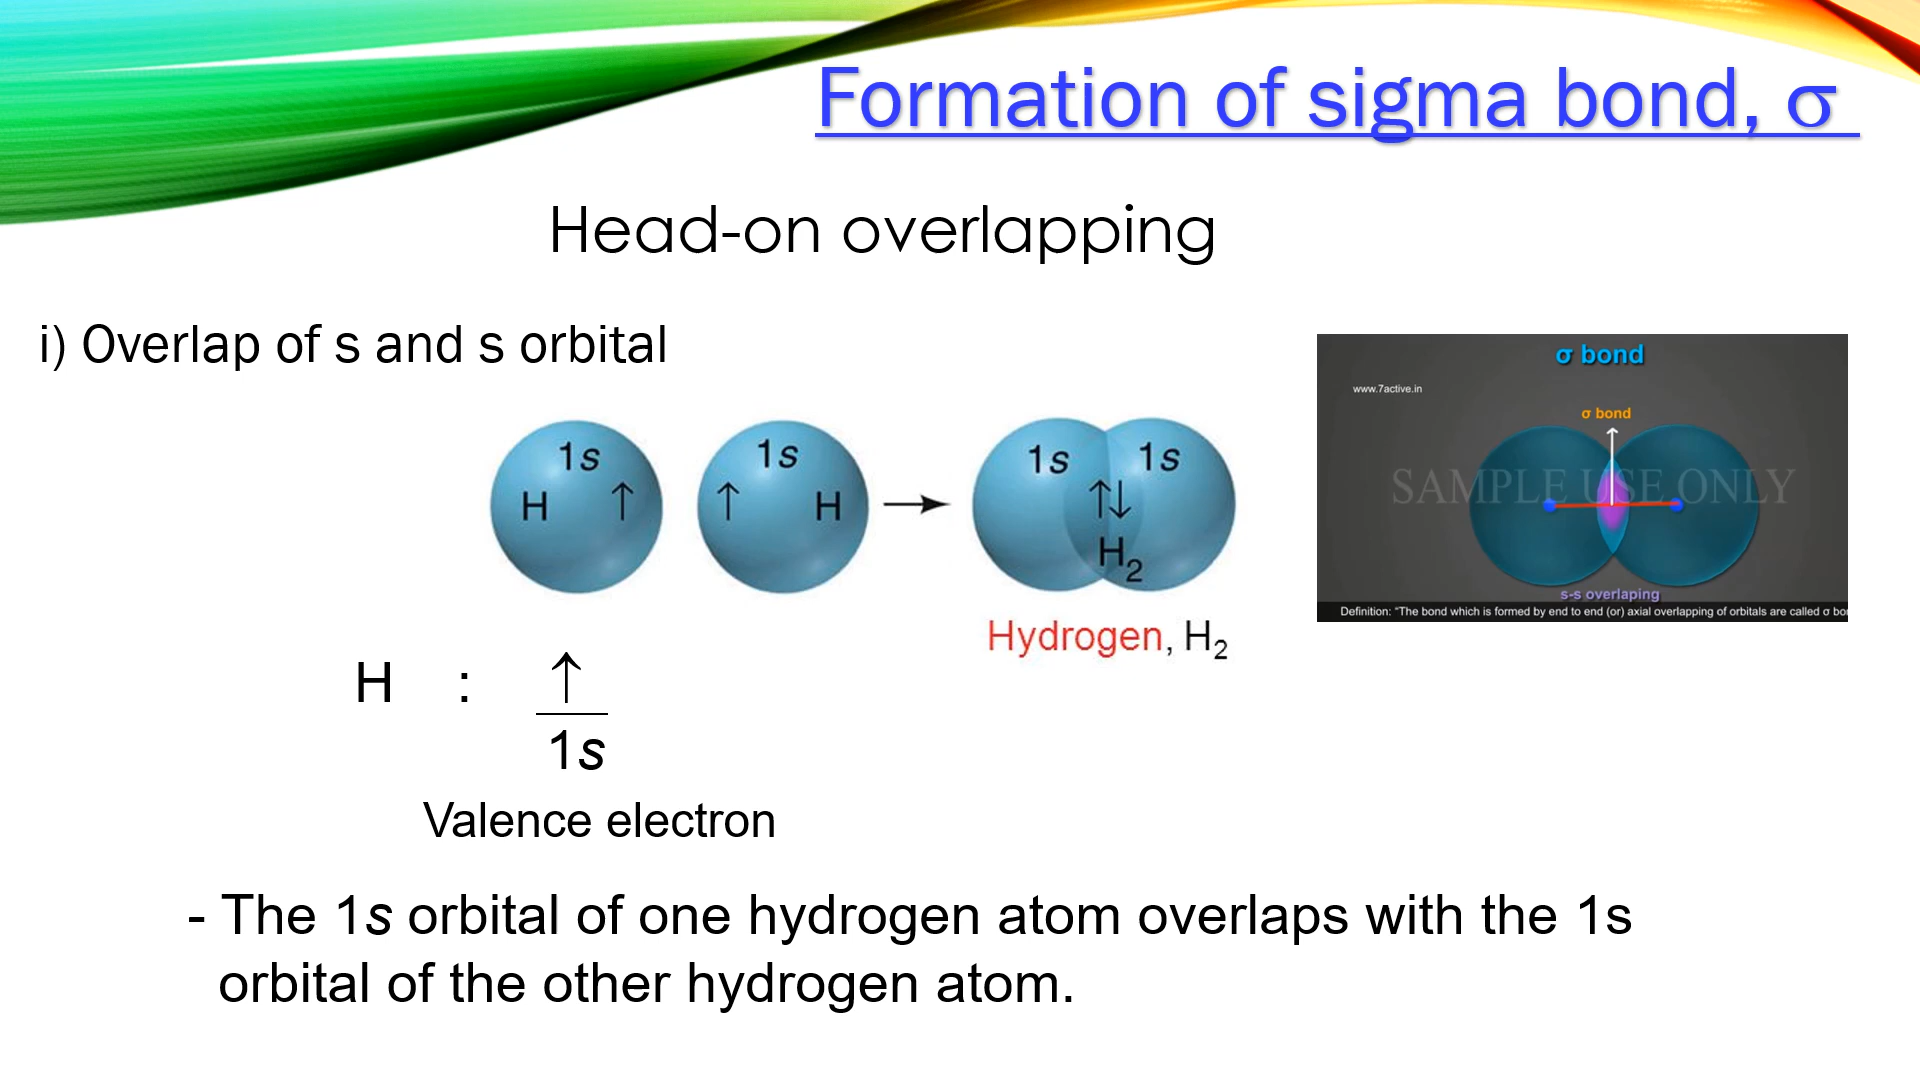 Formation of sigma bond, σ
Head-on overlapping
i) Overlap of s and s orbital
1s
H ↑
1s
↑ H
→
1s 1s
↑↓
H₂
Hydrogen, H₂
σ bond
www.7active.in
σ bond
SAMPLE USE ONLY
s-s overlaping
Definition: "The bond which is formed by end to end (or) axial overlapping of orbitals are called σ bo
H : ↑
1s
Valence electron
- The 1s orbital of one hydrogen atom overlaps with the 1s
orbital of the other hydrogen atom.